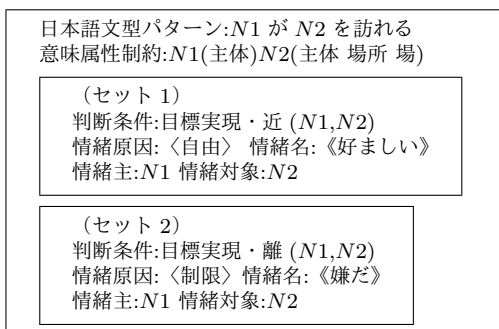 日本語文型パターン:N1 が N2 を訪れる
意味属性制約:N1(主体)N2(主体 場所 場)
（セット 1）
判断条件:目標実現・近 (N1,N2)
情緒原因:〈自由〉 情緒名:《好ましい》
情緒主:N1 情緒対象:N2
（セット 2）
判断条件:目標実現・離 (N1,N2)
情緒原因:〈制限〉情緒名:《嫌だ》
情緒主:N1 情緒対象:N2